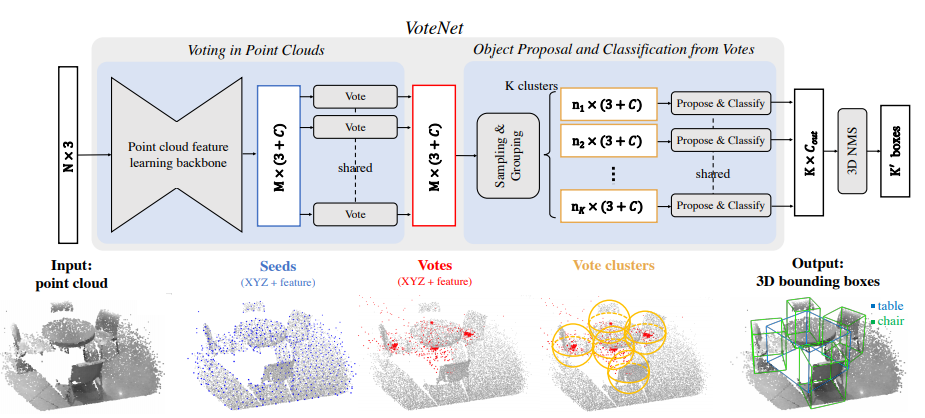 VoteNet
Voting in Point Clouds
Object Proposal and Classification from Votes
N × 3
Point cloud feature
learning backbone
M × (3 + C)
Vote
Vote
shared
Vote
M × (3 + C)
Sampling &
Grouping
K clusters
n₁ × (3 + C)
n₂ × (3 + C)
⋮
n_K × (3 + C)
Propose & Classify
Propose & Classify
shared
Propose & Classify
K × C_out
3D NMS
K′ boxes
Input:
point cloud
Seeds
(XYZ + feature)
Votes
(XYZ + feature)
Vote clusters
Output:
3D bounding boxes
table
chair